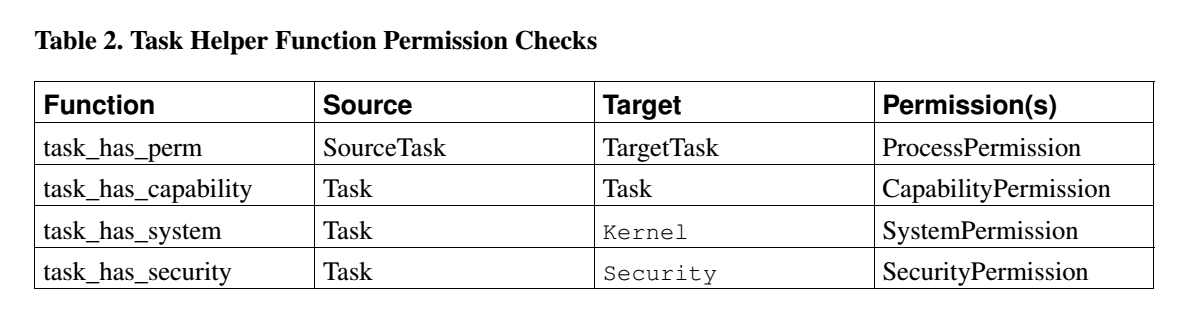 Table 2. Task Helper Function Permission Checks
Function Source Target Permission(s)
task_has_perm SourceTask TargetTask ProcessPermission
task_has_capability Task Task CapabilityPermission
task_has_system Task Kernel SystemPermission
task_has_security Task Security SecurityPermission